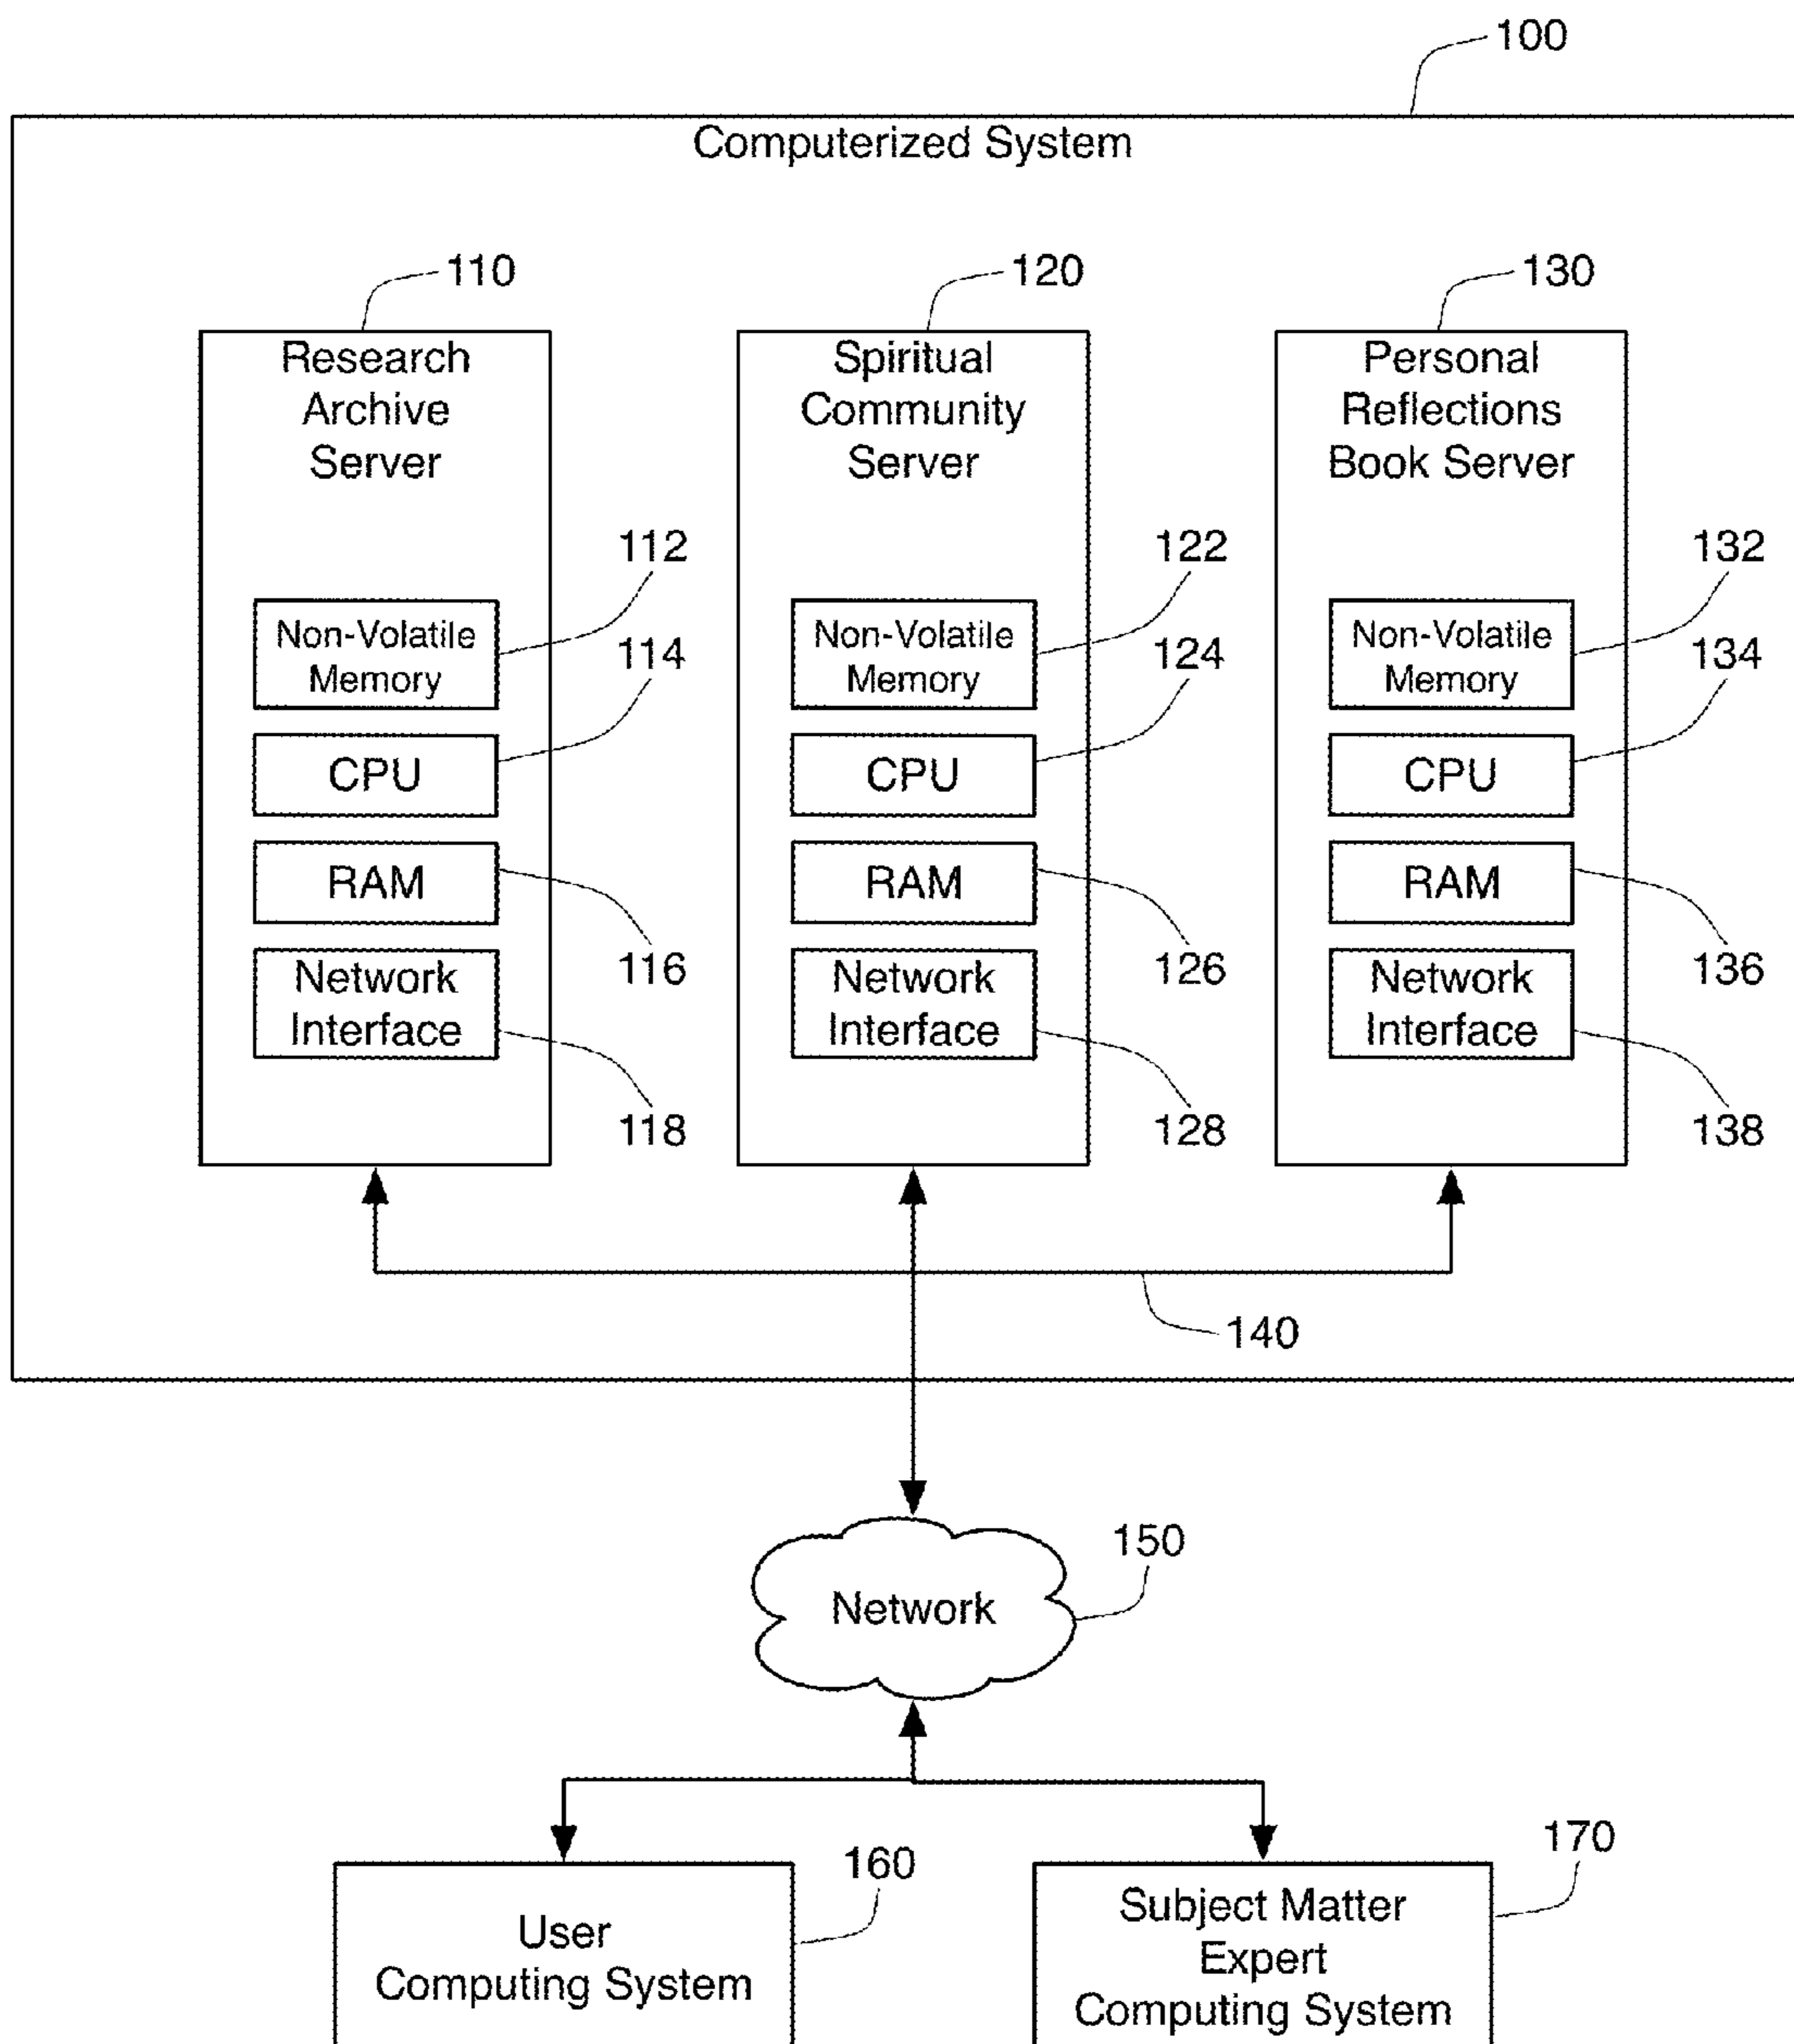 100
Computerized System
110
Research
Archive
Server
112
Non-Volatile
Memory
114
CPU
RAM
116
Network
Interface
118
120
Spiritual
Community
Server
122
Non-Volatile
Memory
124
CPU
RAM
126
Network
Interface
128
130
Personal
Reflections
Book Server
132
Non-Volatile
Memory
134
CPU
RAM
136
Network
Interface
138
140
150
Network
160
User
Computing System
170
Subject Matter
Expert
Computing System